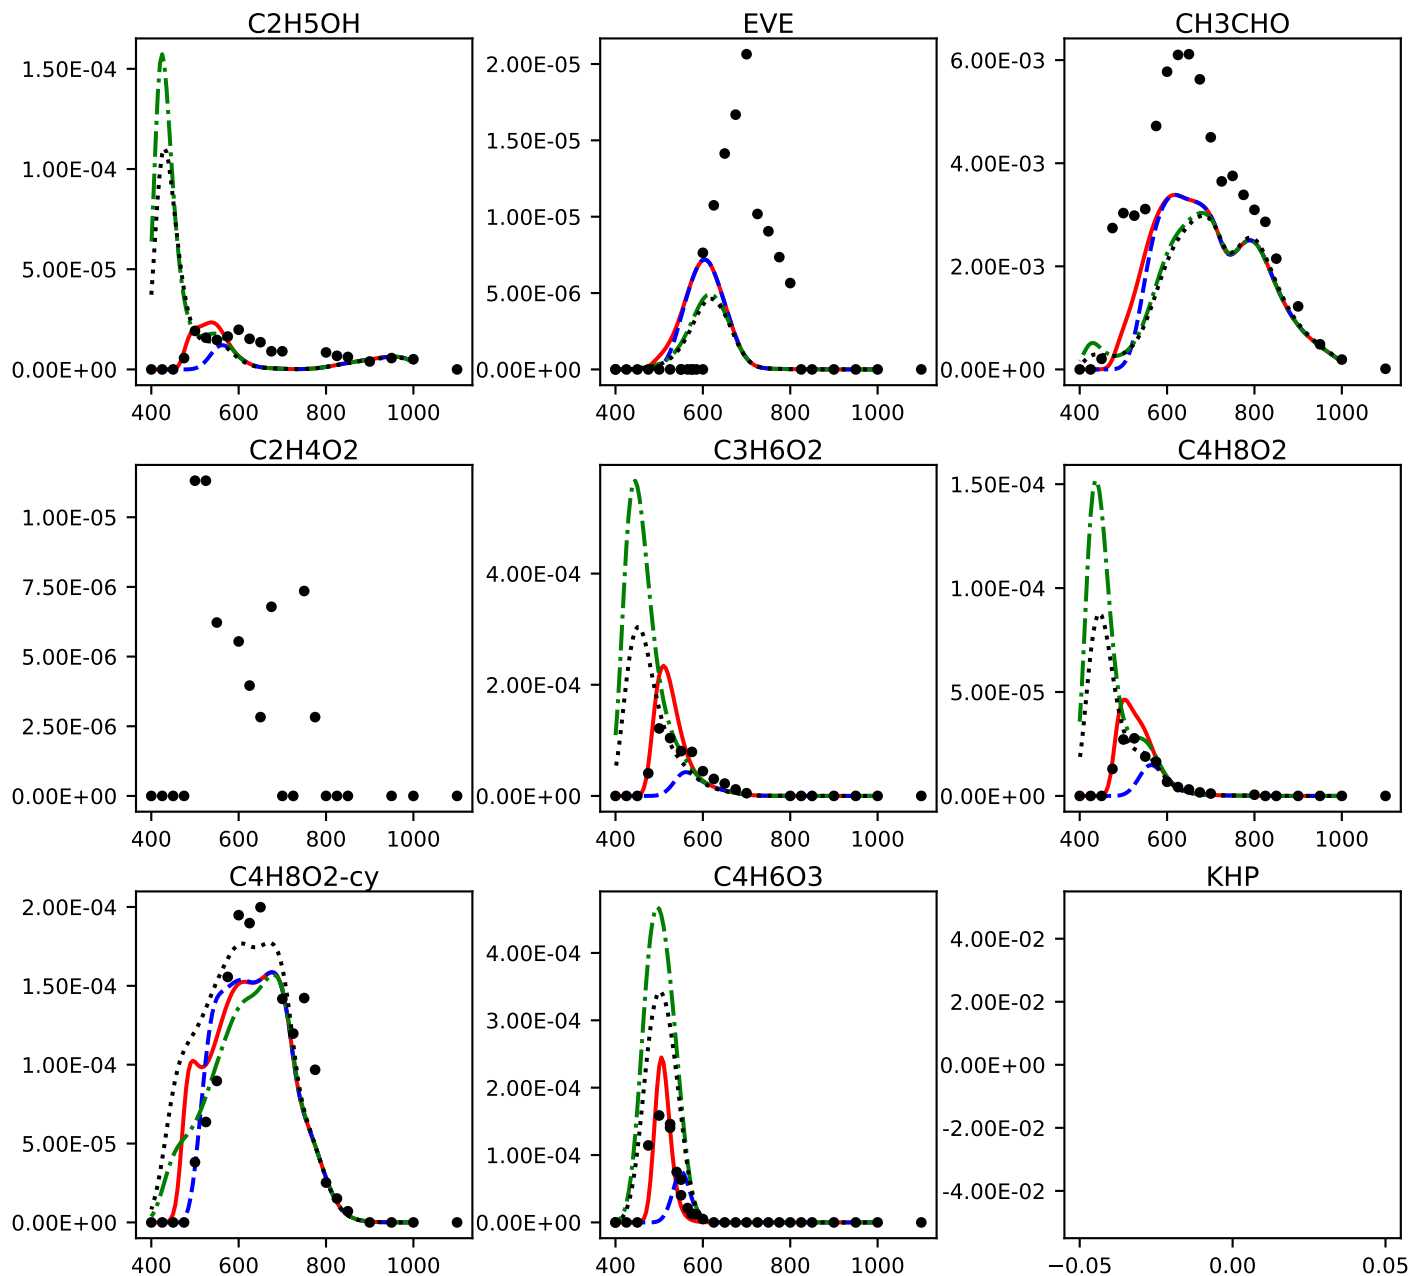 C2H5OH
1.50E-04
1.00E-04
5.00E-05
0.00E+00
400 600 800 1000
EVE
2.00E-05
1.50E-05
1.00E-05
5.00E-06
0.00E+00
400 600 800 1000
CH3CHO
6.00E-03
4.00E-03
2.00E-03
0.00E+00
400 600 800 1000
C2H4O2
1.00E-05
7.50E-06
5.00E-06
2.50E-06
0.00E+00
400 600 800 1000
C3H6O2
4.00E-04
2.00E-04
0.00E+00
400 600 800 1000
C4H8O2
1.50E-04
1.00E-04
5.00E-05
0.00E+00
400 600 800 1000
C4H8O2-cy
2.00E-04
1.50E-04
1.00E-04
5.00E-05
0.00E+00
400 600 800 1000
C4H6O3
4.00E-04
3.00E-04
2.00E-04
1.00E-04
0.00E+00
400 600 800 1000
KHP
4.00E-02
2.00E-02
0.00E+00
-2.00E-02
-4.00E-02
−0.05 0.00 0.05